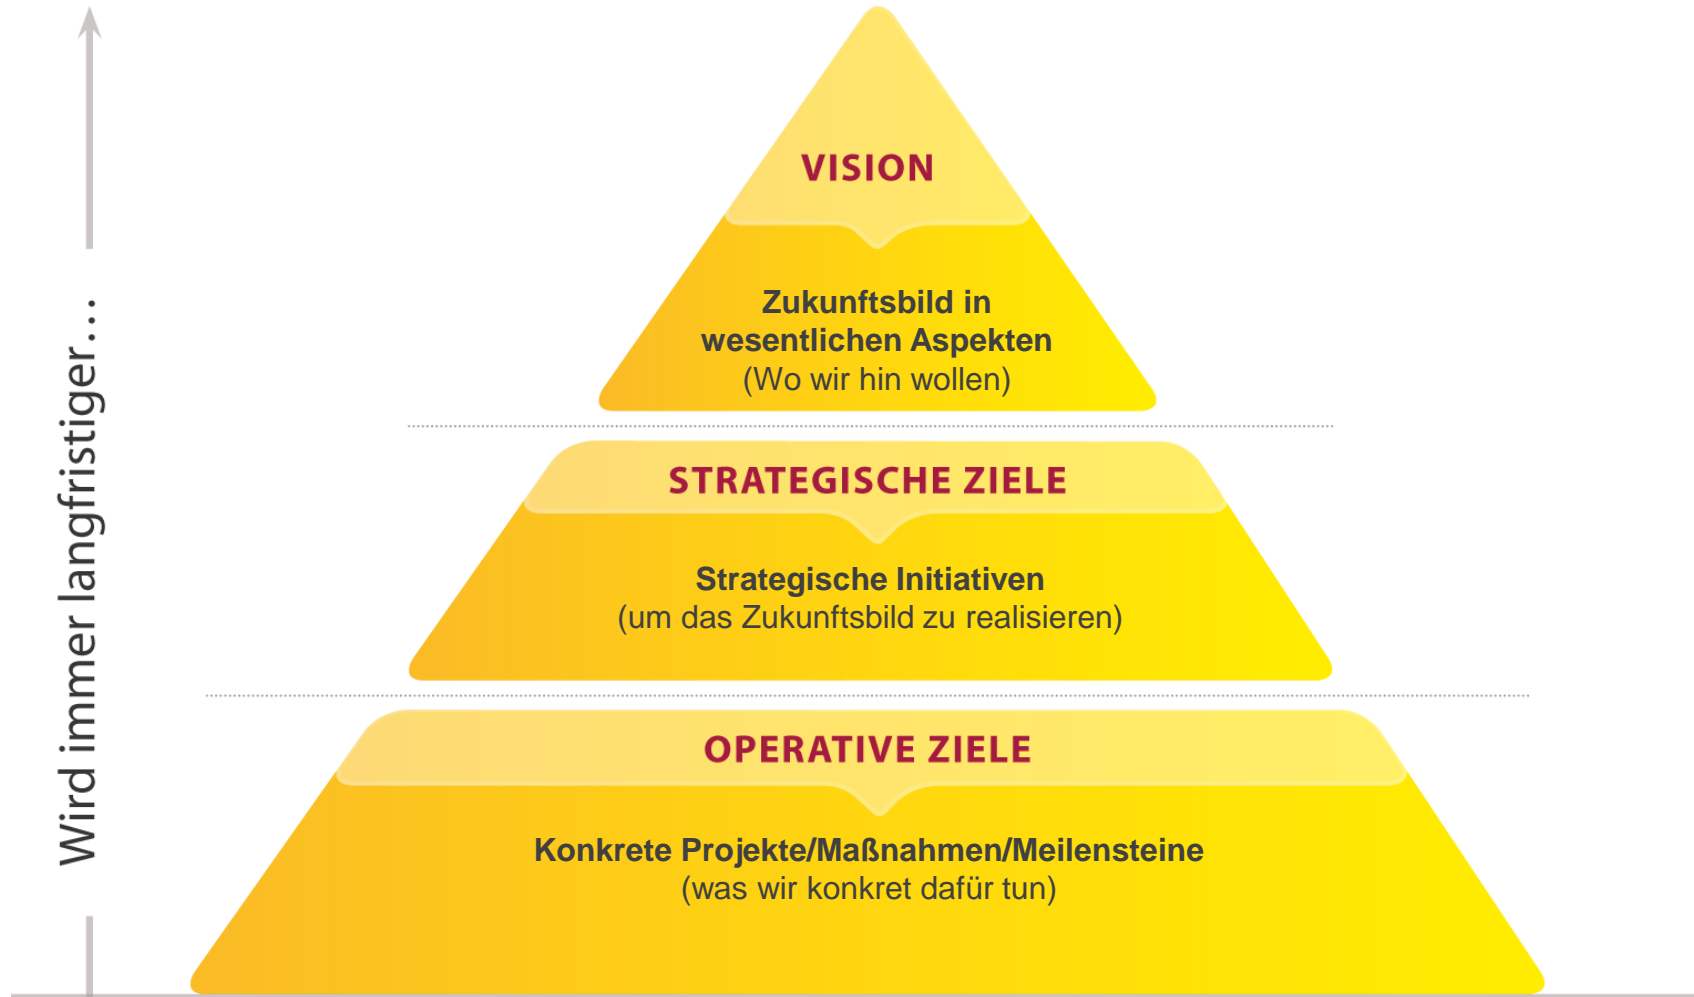 VISION
Zukunftsbild in
wesentlichen Aspekten
(Wo wir hin wollen)
STRATEGISCHE ZIELE
Strategische Initiativen
(um das Zukunftsbild zu realisieren)
OPERATIVE ZIELE
Konkrete Projekte/Maßnahmen/Meilensteine
(was wir konkret dafür tun)
Wird immer langfristiger...